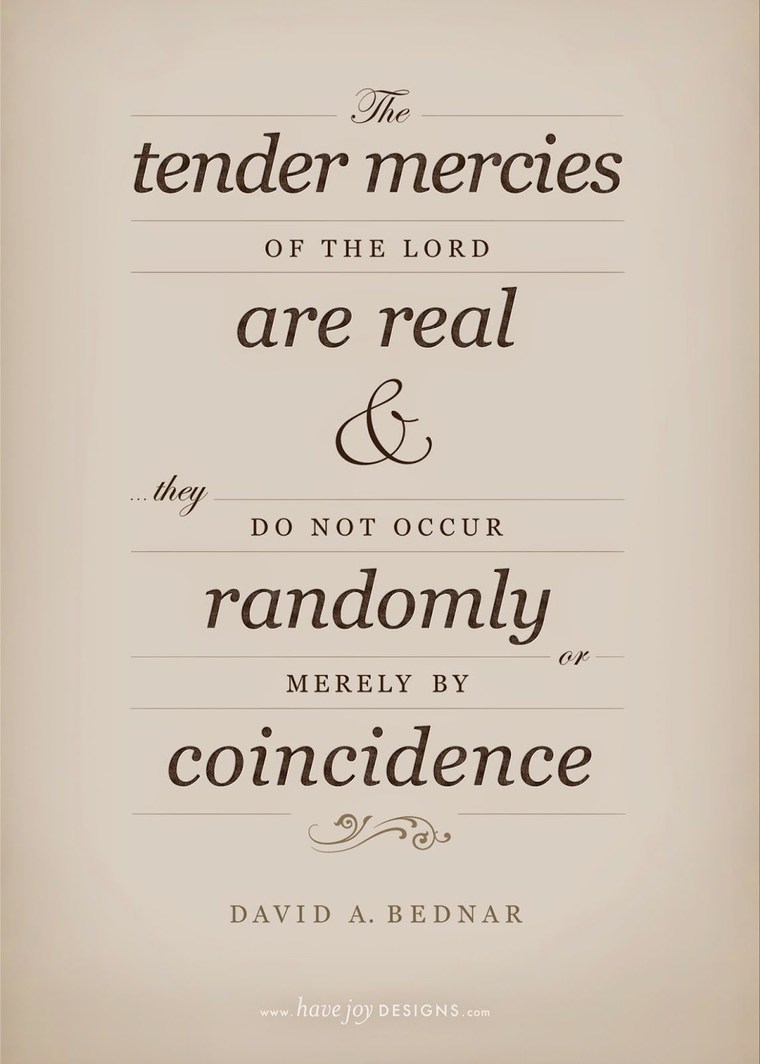 The
tender mercies
OF THE LORD
are real
&
...they
DO NOT OCCUR
randomly
or
MERELY BY
coincidence
DAVID A. BEDNAR
www.have joy DESIGNS.com